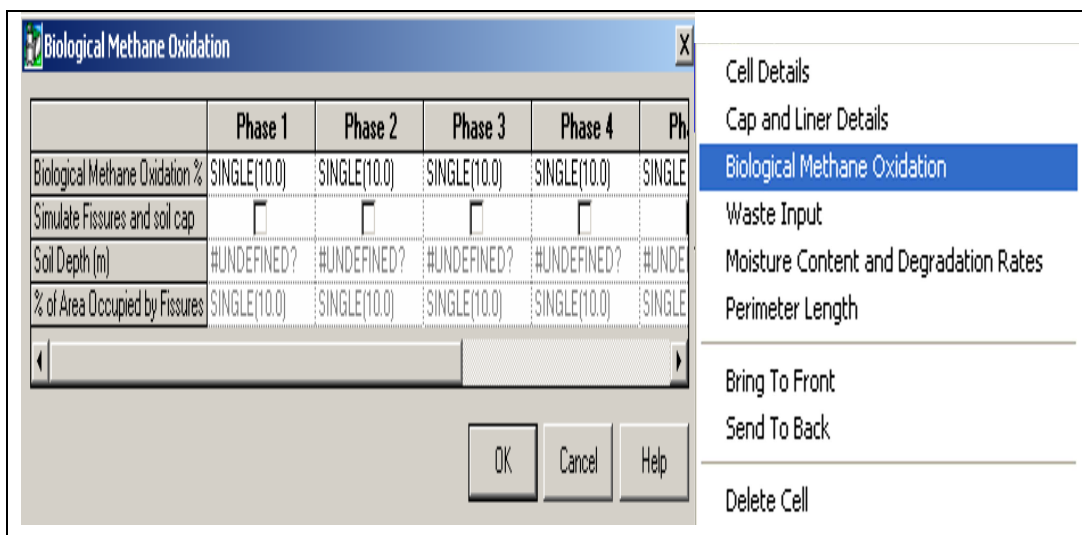 Biological Methane Oxidation
Phase 1 Phase 2 Phase 3 Phase 4
Biological Methane Oxidation % SINGLE(10.0) SINGLE(10.0) SINGLE(10.0) SINGLE(10.0) SINGLE
Simulate Fissures and soil cap
Soil Depth (m) #UNDEFINED? #UNDEFINED? #UNDEFINED? #UNDEFINED?
% of Area Occupied by Fissures SINGLE(10.0) SINGLE(10.0) SINGLE(10.0) SINGLE(10.0) SINGLE
OK Cancel Help
Cell Details
Cap and Liner Details
Biological Methane Oxidation
Waste Input
Moisture Content and Degradation Rates
Perimeter Length
Bring To Front
Send To Back
Delete Cell